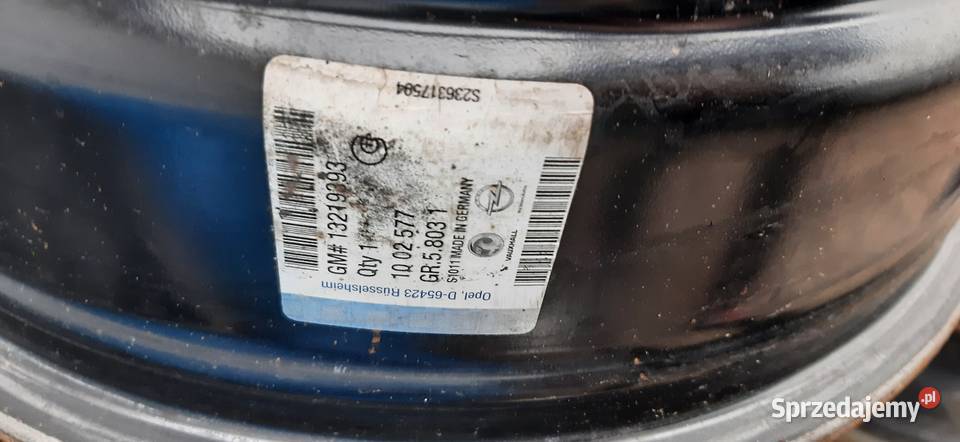 GM# 13219393
Qty 1
10 02 577
GR.5.803 1
S1011 MADE IN GERMANY
VAUXHALL
Opel, D-65423 Rüsselsheim
S236317504
Sprzedajemy.pl